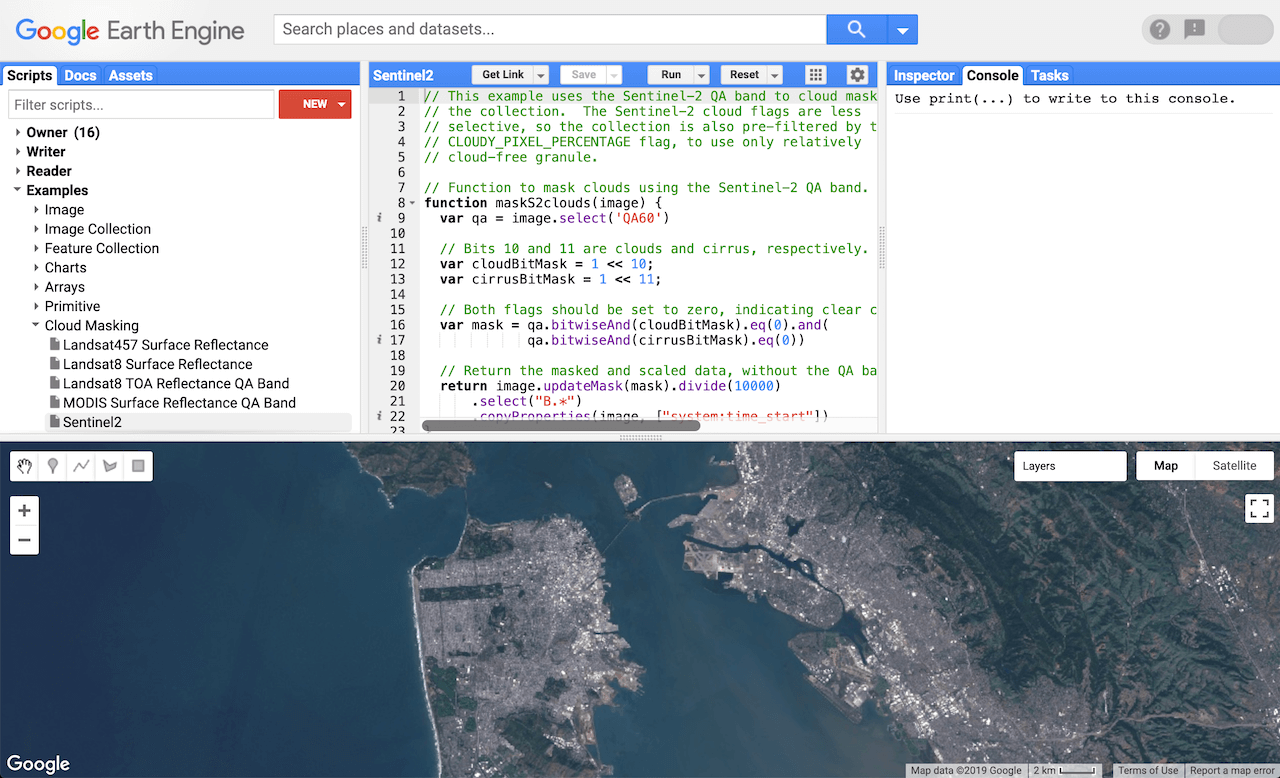 Google Earth Engine
Search places and datasets...
Scripts Docs Assets
Filter scripts...
NEW
Owner (16)
Writer
Reader
Examples
Image
Image Collection
Feature Collection
Charts
Arrays
Primitive
Cloud Masking
Landsat457 Surface Reflectance
Landsat8 Surface Reflectance
Landsat8 TOA Reflectance QA Band
MODIS Surface Reflectance QA Band
Sentinel2
Sentinel2 Get Link Save Run Reset
1 // This example uses the Sentinel-2 QA band to cloud mask
2 // the collection.  The Sentinel-2 cloud flags are less
3 // selective, so the collection is also pre-filtered by t
4 // CLOUDY_PIXEL_PERCENTAGE flag, to use only relatively
5 // cloud-free granule.
6
7 // Function to mask clouds using the Sentinel-2 QA band.
8 function maskS2clouds(image) {
i 9 var qa = image.select('QA60')
10
11 // Bits 10 and 11 are clouds and cirrus, respectively.
12 var cloudBitMask = 1 << 10;
13 var cirrusBitMask = 1 << 11;
14
15 // Both flags should be set to zero, indicating clear c
16 var mask = qa.bitwiseAnd(cloudBitMask).eq(0).and(
i 17 qa.bitwiseAnd(cirrusBitMask).eq(0))
18
19 // Return the masked and scaled data, without the QA ba
20 return image.updateMask(mask).divide(10000)
21 .select("B.*")
i 22 .copyProperties(image, ["system:time_start"])
23 }
Inspector Console Tasks
Use print(...) to write to this console.
Layers
Map Satellite
Google
Map data ©2019 Google 2 km Terms of Use Report a map error